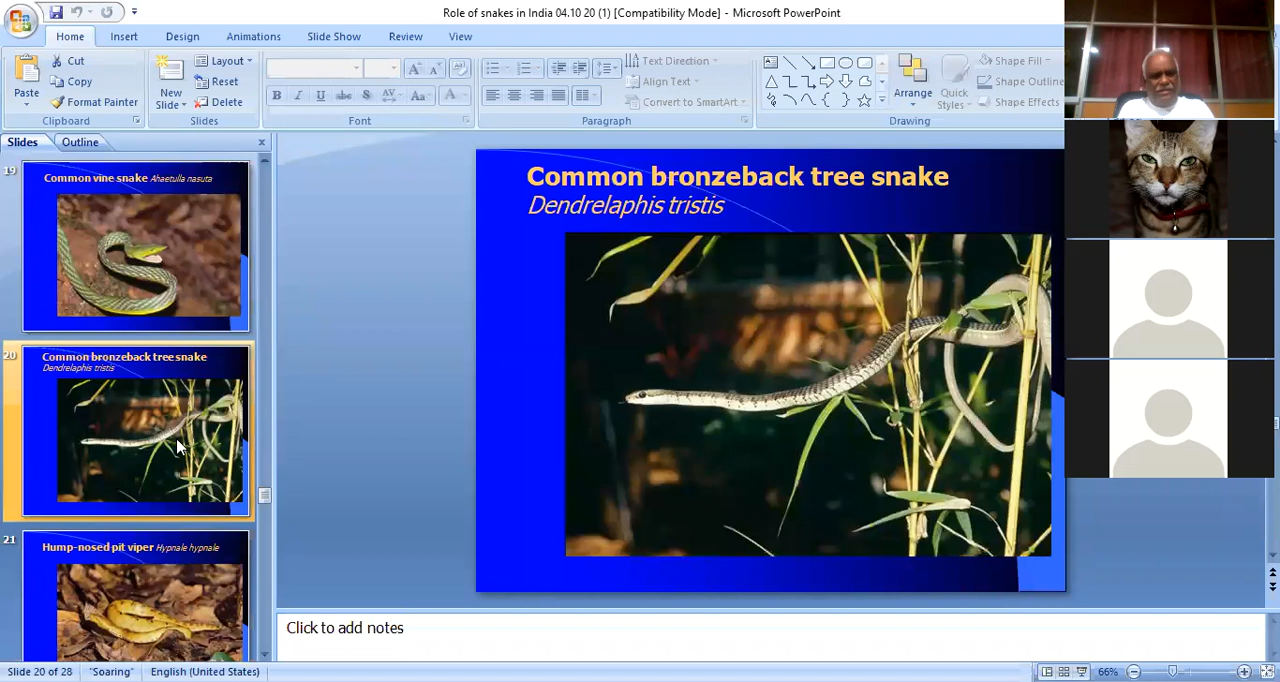 Role of snakes in India 04.10 20 (1) [Compatibility Mode] - Microsoft PowerPoint
Home Insert Design Animations Slide Show Review View
Paste
Cut
Copy
Format Painter
Clipboard
New
Slide
Layout
Reset
Delete
Slides
B I U abc S AV Aa A
Font
Text Direction
Align Text
Convert to SmartArt
Paragraph
Arrange
Quick
Styles
Shape Fill
Shape Outline
Shape Effects
Drawing
Slides Outline
19
Common vine snake Ahaetulla nasuta
20
Common bronzeback tree snake
Dendrelaphis tristis
21
Hump-nosed pit viper Hypnale hypnale
Common bronzeback tree snake
Dendrelaphis tristis
Click to add notes
Slide 20 of 28 "Soaring" English (United States) 66%